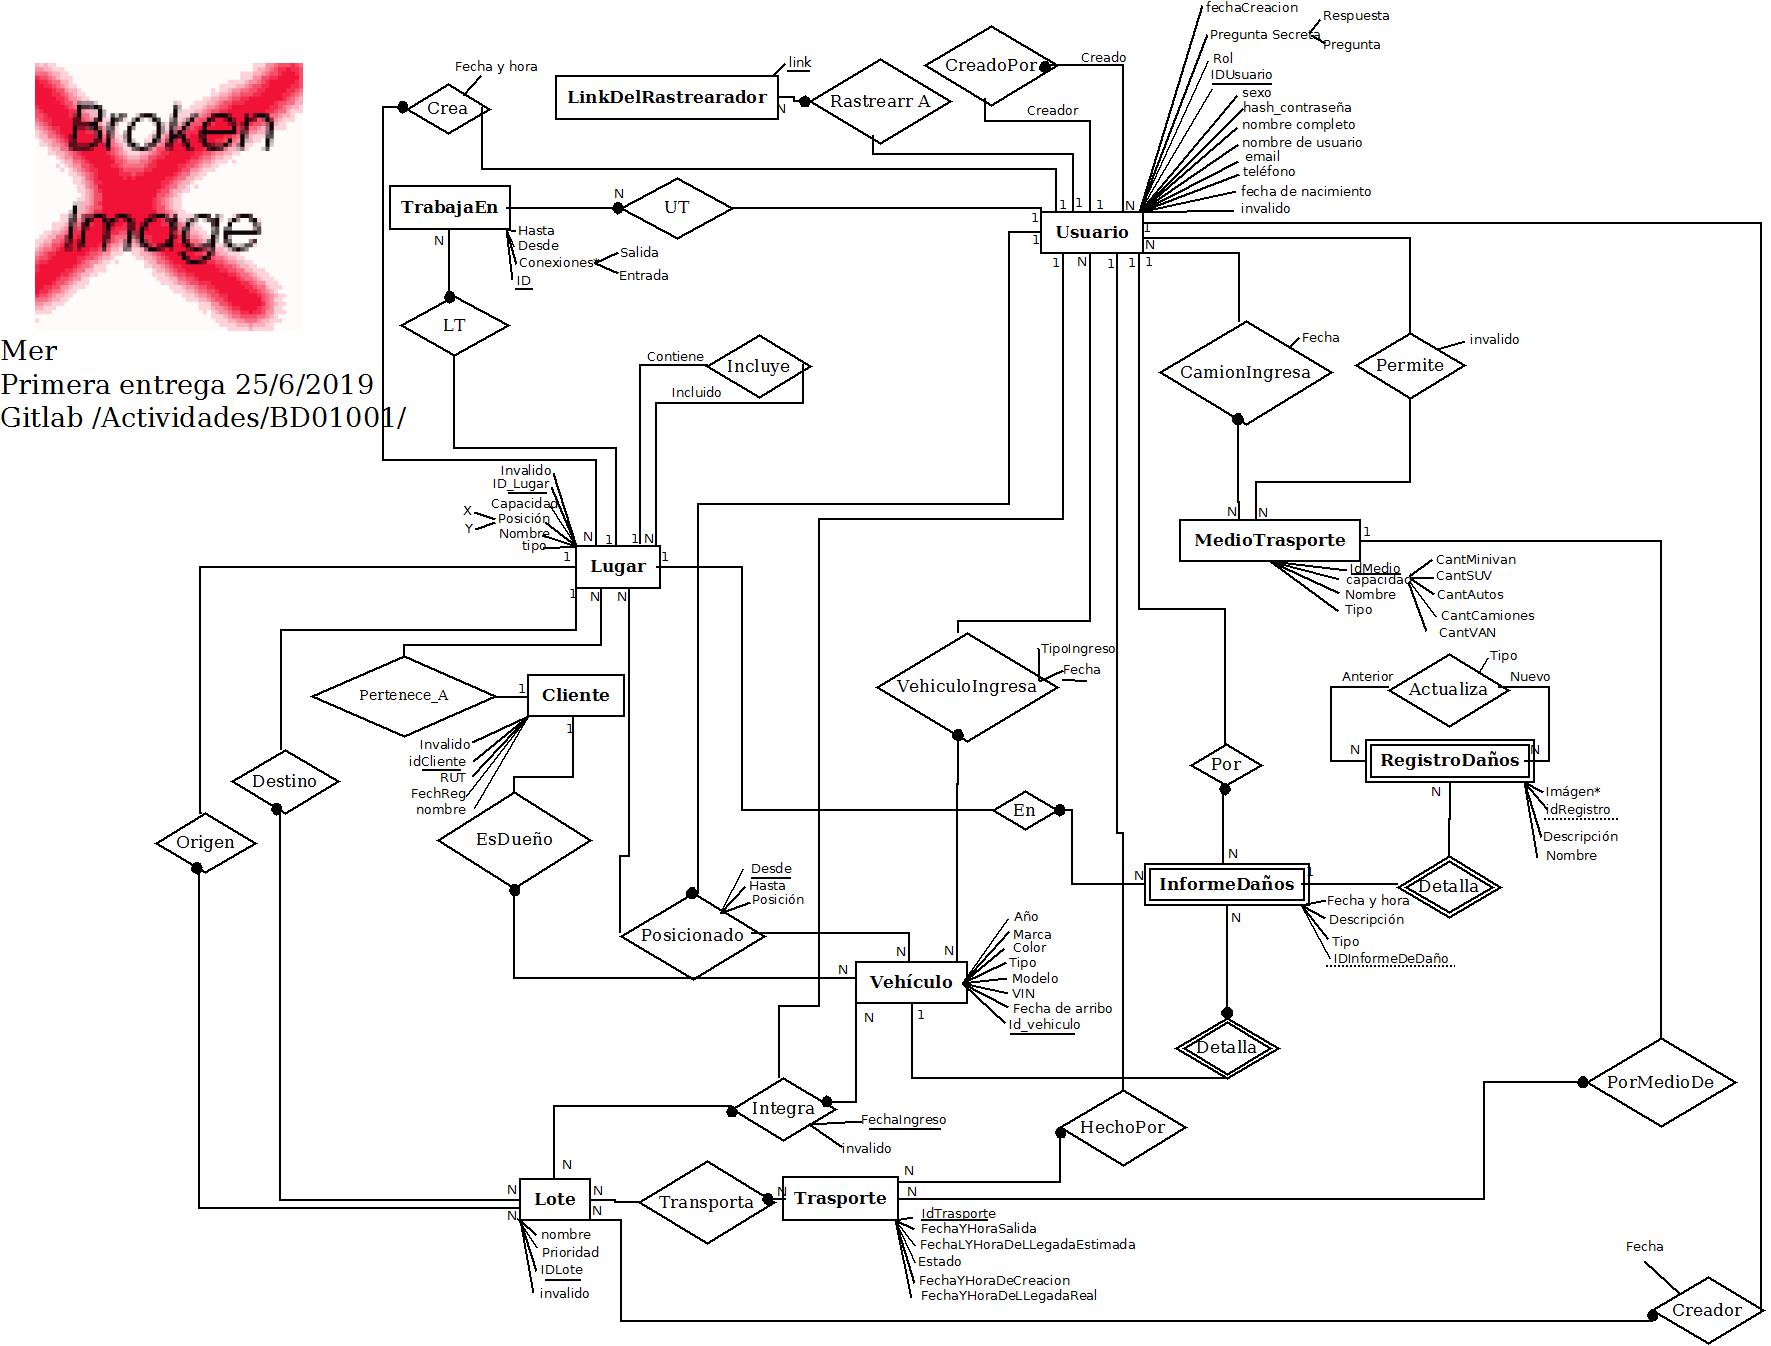 Broken
Image
Mer
Primera entrega 25/6/2019
Gitlab /Actividades/BD01001/
Fecha y hora
Crea
LinkDelRastrearador
link
N
Rastrearr A
CreadoPor
Creado
Creador
fechaCreacion
Pregunta Secreta
Respuesta
Pregunta
Rol
IDUsuario
sexo
hash_contraseña
nombre completo
nombre de usuario
email
teléfono
fecha de nacimiento
invalido
TrabajaEn
N
UT
Hasta
Desde
Conexiones*
Salida
Entrada
ID
N
LT
1
1
1
N
1
1
Usuario
1
N
1
N
1
1
1
Contiene
Incluye
Incluido
CamionIngresa
Fecha
Permite
invalido
Invalido
ID_Lugar
Capacidad
X
Posición
Y
Nombre
tipo
N
1
1
N
1
Lugar
1
1
N
N
N
N
MedioTrasporte
1
IdMedio
capacidad
Nombre
Tipo
CantMinivan
CantSUV
CantAutos
CantCamiones
CantVAN
Pertenece_A
1
Cliente
1
Invalido
idCliente
RUT
FechReg
nombre
VehiculoIngresa
TipoIngreso
Fecha
Anterior
Actualiza
Tipo
Nuevo
N
RegistroDaños
N
N
Imágen*
idRegistro
Descripción
Nombre
Destino
Origen
EsDueño
En
Por
N
N
InformeDaños
1
Detalla
N
Fecha y hora
Descripción
Tipo
IDInformeDeDaño
Desde
Hasta
Posición
Posicionado
N
N
N
Vehículo
N
1
Año
Marca
Color
Tipo
Modelo
VIN
Fecha de arribo
Id_vehiculo
Detalla
PorMedioDe
Integra
FechaIngreso
invalido
HechoPor
N
N
Lote
N
N
N
nombre
Prioridad
IDLote
invalido
Transporta
N
Trasporte
N
N
IdTrasporte
FechaYHoraSalida
FechaLYHoraDeLLegadaEstimada
Estado
FechaYHoraDeCreacion
FechaYHoraDeLLegadaReal
Fecha
Creador